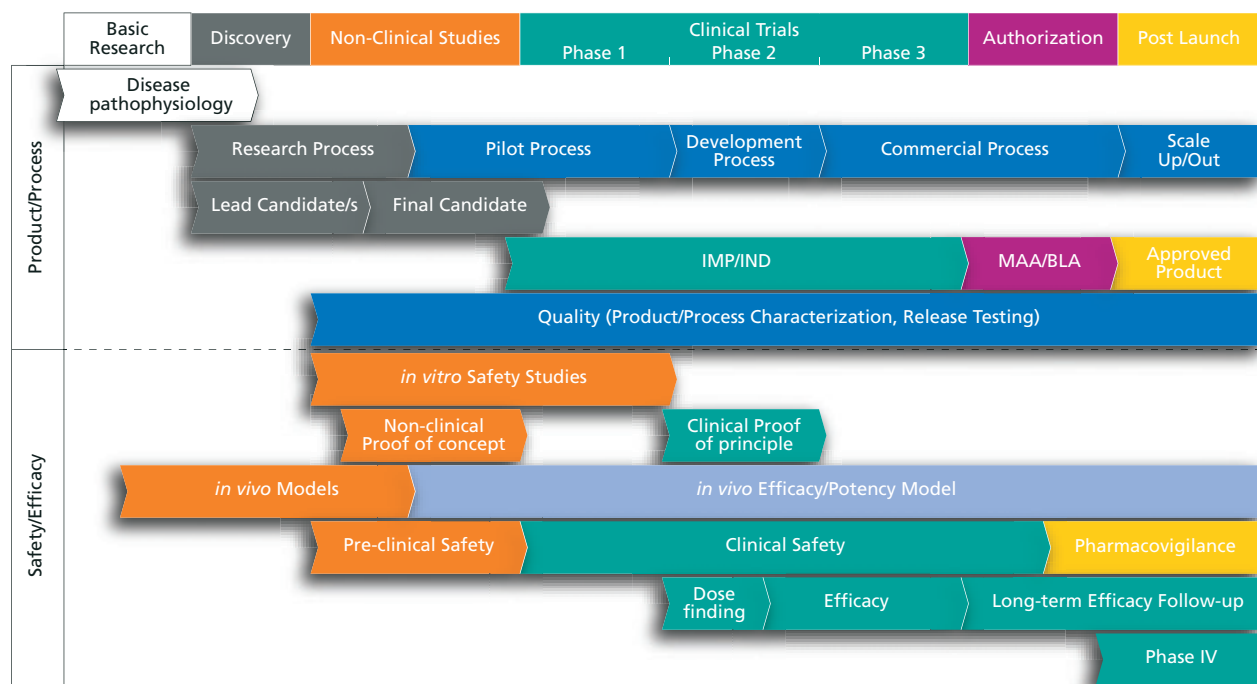 Basic
Research
Discovery
Non-Clinical Studies
Clinical Trials
Phase 1
Phase 2
Phase 3
Authorization
Post Launch
Product/Process
Disease
pathophysiology
Research Process
Pilot Process
Development
Process
Commercial Process
Scale
Up/Out
Lead Candidate/s
Final Candidate
IMP/IND
MAA/BLA
Approved
Product
Quality (Product/Process Characterization, Release Testing)
Safety/Efficacy
in vitro Safety Studies
Non-clinical
Proof of concept
Clinical Proof
of principle
in vivo Models
in vivo Efficacy/Potency Model
Pre-clinical Safety
Clinical Safety
Pharmacovigilance
Dose
finding
Efficacy
Long-term Efficacy Follow-up
Phase IV